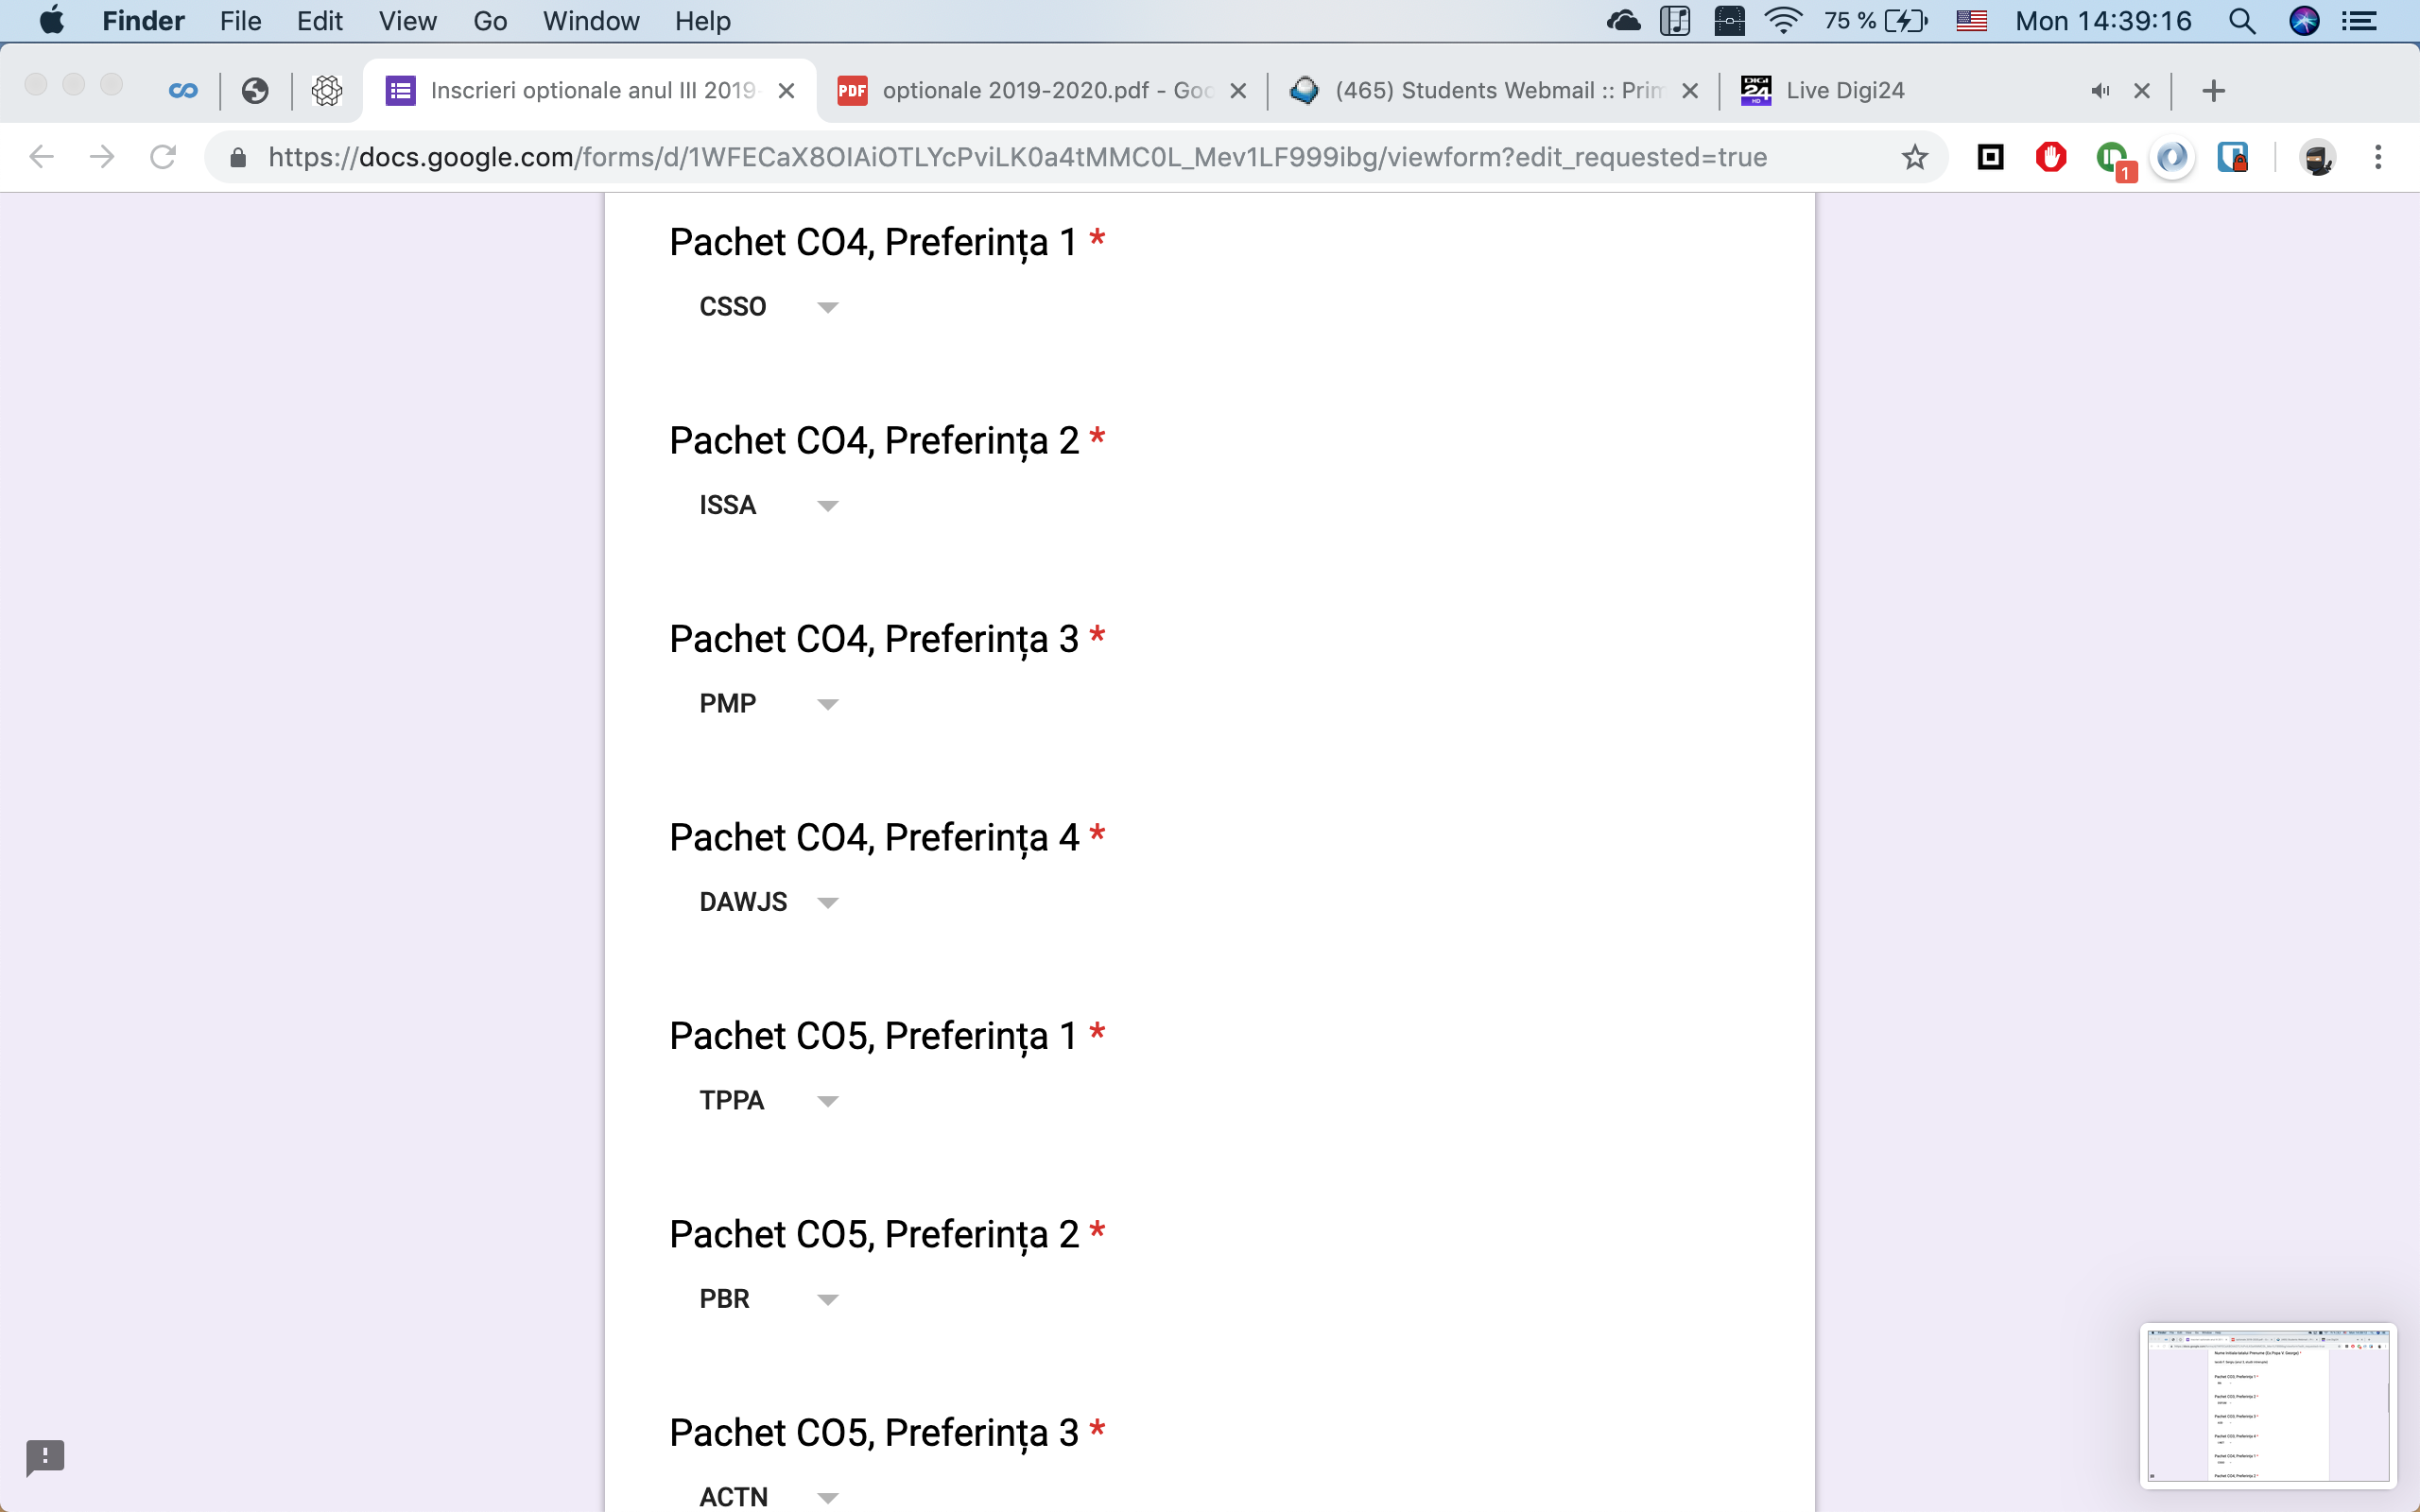 Finder File Edit View Go Window Help 75 % Mon 14:39:16
Inscrieri optionale anul III 2019- optionale 2019-2020.pdf - Goo (465) Students Webmail :: Prim Live Digi24
https://docs.google.com/forms/d/1WFECaX8OIAiOTLYcPviLK0a4tMMC0L_Mev1LF999ibg/viewform?edit_requested=true 1
Pachet CO4, Preferința 1 *
CSSO
Pachet CO4, Preferința 2 *
ISSA
Pachet CO4, Preferința 3 *
PMP
Pachet CO4, Preferința 4 *
DAWJS
Pachet CO5, Preferința 1 *
TPPA
Pachet CO5, Preferința 2 *
PBR
Pachet CO5, Preferința 3 *
ACTN